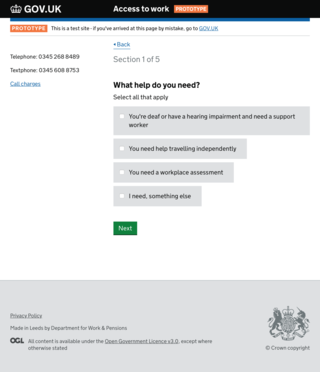 GOV.UK
Access to work PROTOTYPE
PROTOTYPE This is a test site - if you've arrived at this page by mistake, go to GOV.UK
Back
Telephone: 0345 268 8489
Textphone: 0345 608 8753
Call charges
Section 1 of 5
What help do you need?
Select all that apply
You're deaf or have a hearing impairment and need a support
worker
You need help travelling independently
You need a workplace assessment
I need, something else
Next
Privacy Policy
Made in Leeds by Department for Work & Pensions
OGL All content is available under the Open Government Licence v3.0, except where
otherwise stated
© Crown copyright